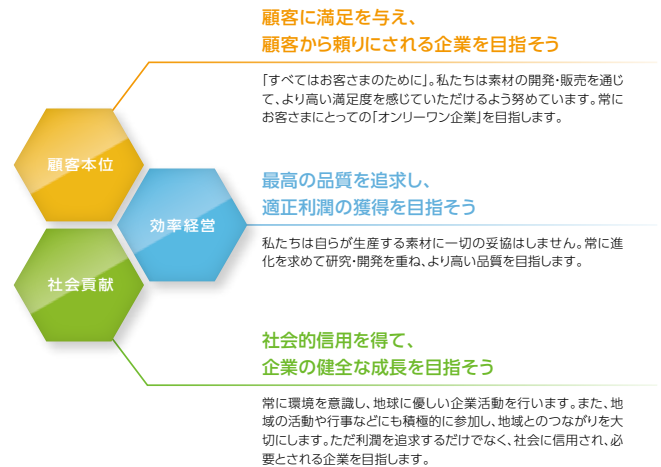 顧客に満足を与え、
顧客から頼りにされる企業を目指そう
「すべてはお客さまのために」。私たちは素材の開発・販売を通じ
て、より高い満足度を感じていただけるよう努めています。常に
お客さまにとっての「オンリーワン企業」を目指します。
顧客本位
最高の品質を追求し、
適正利潤の獲得を目指そう
効率経営
私たちは自らが生産する素材に一切の妥協はしません。常に進
化を求めて研究・開発を重ね、より高い品質を目指します。
社会貢献
社会的信用を得て、
企業の健全な成長を目指そう
常に環境を意識し、地球に優しい企業活動を行います。また、地
域の活動や行事などにも積極的に参加し、地域とのつながりを大
切にします。ただ利潤を追求するだけでなく、社会に信用され、必
要とされる企業を目指します。